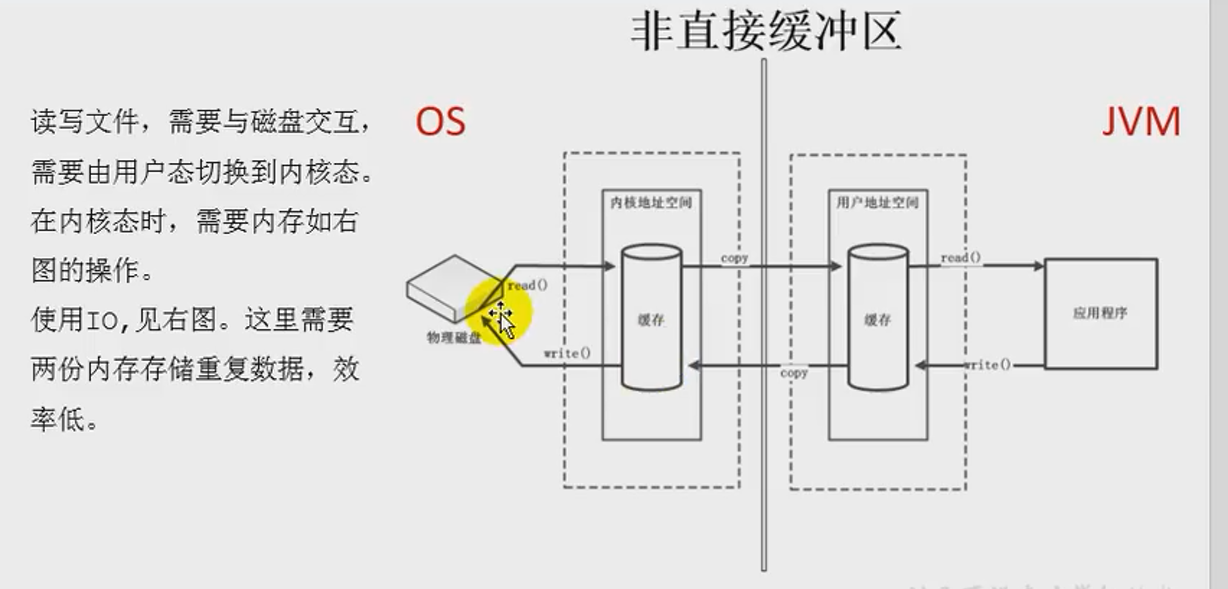 非直接缓冲区
读写文件，需要与磁盘交互，
需要由用户态切换到内核态。
在内核态时，需要内存如右
图的操作。
使用IO,见右图。这里需要
两份内存存储重复数据，效
率低。
OS
JVM
内核地址空间
用户地址空间
copy
read()
read()
缓存
缓存
应用程序
物理磁盘
write()
copy
write()